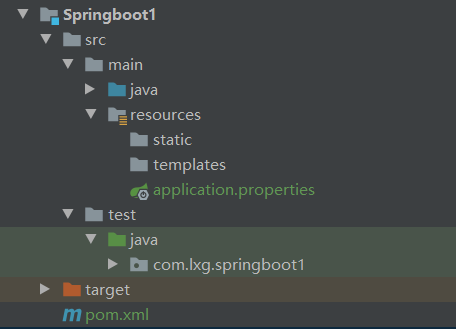 Springboot1
src
main
java
resources
static
templates
application.properties
test
java
com.lxg.springboot1
target
pom.xml